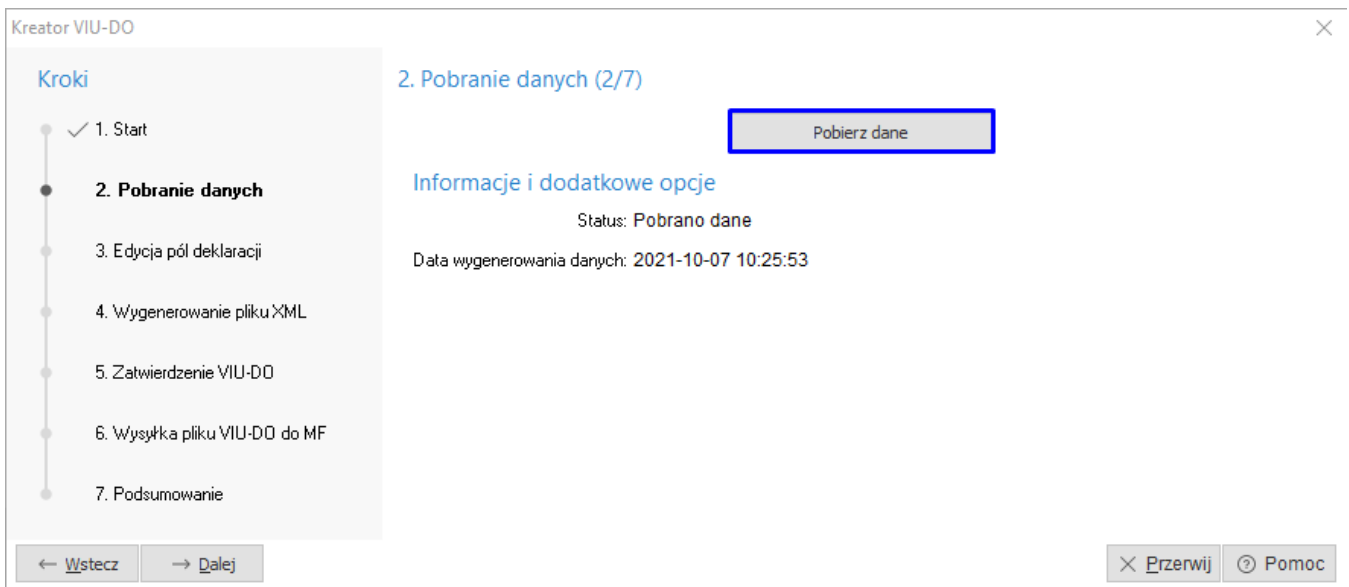 Kreator VIU-DO
Kroki
1. Start
2. Pobranie danych
3. Edycja pól deklaracji
4. Wygenerowanie pliku XML
5. Zatwierdzenie VIU-DO
6. Wysyłka pliku VIU-DO do MF
7. Podsumowanie
2. Pobranie danych (2/7)
Pobierz dane
Informacje i dodatkowe opcje
Status: Pobrano dane
Data wygenerowania danych: 2021-10-07 10:25:53
← Wstecz → Dalej Przerwij Pomoc